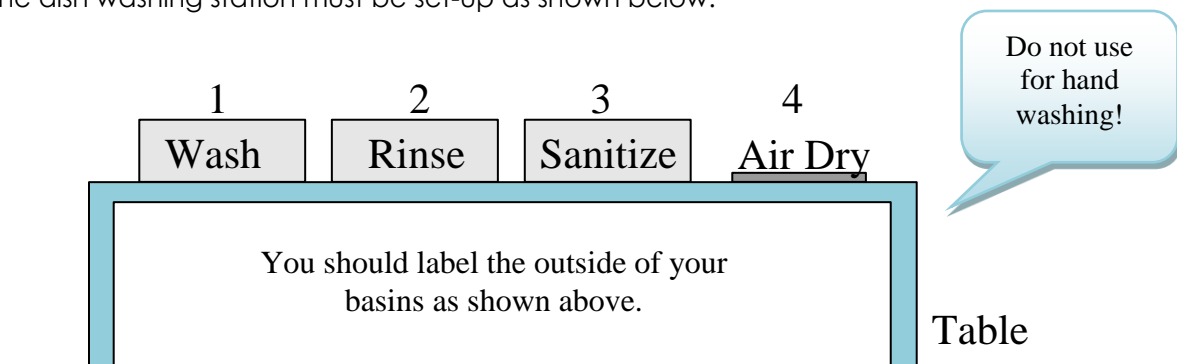 he dish washing station must be set-up as shown below.
Do not use
for hand
washing!
1 2 3 4
Wash Rinse Sanitize Air Dry
You should label the outside of your
basins as shown above.
Table